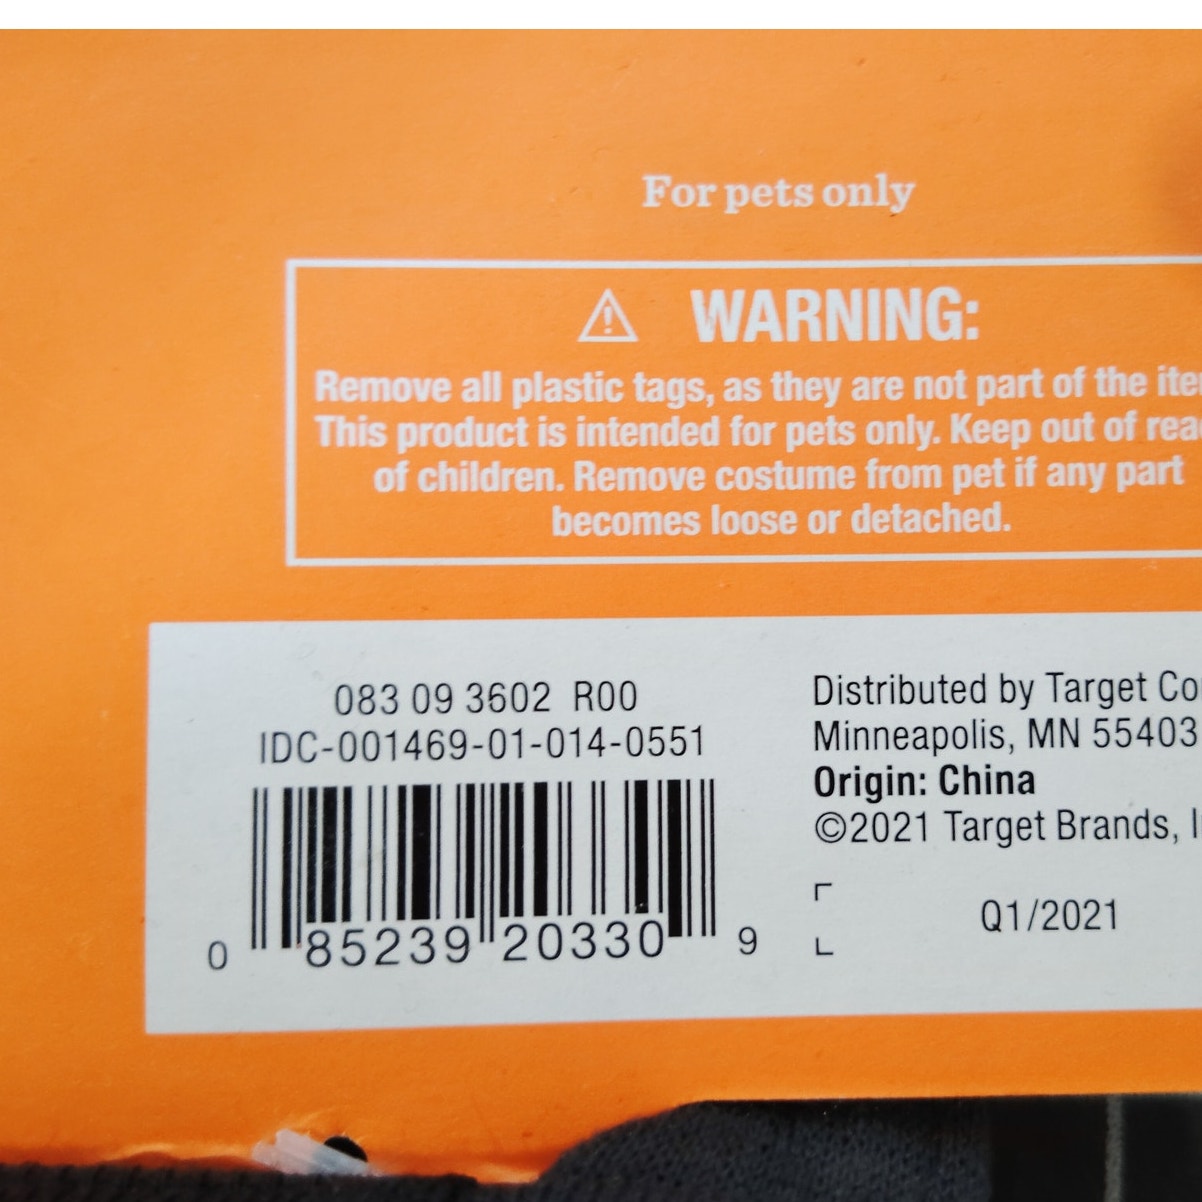 For pets only
WARNING:
Remove all plastic tags, as they are not part of the
This product is intended for pets only. Keep out of
of children. Remove costume from pet if any part
becomes loose or detached.
083 09 3602 R00
IDC-001469-01-014-0551
0 85239 20330 9
Distributed by Target
Minneapolis, MN 55403
Origin: China
©2021 Target Brands,
Q1/2021